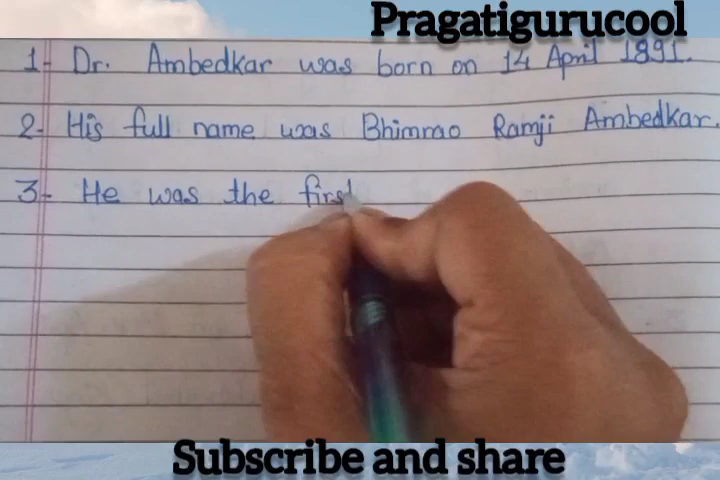 Pragatigurucool
1- Dr. Ambedkar was born on 14 April 1891.
2- His full name was Bhimrao Ramji Ambedkar.
3- He was the first
Subscribe and share